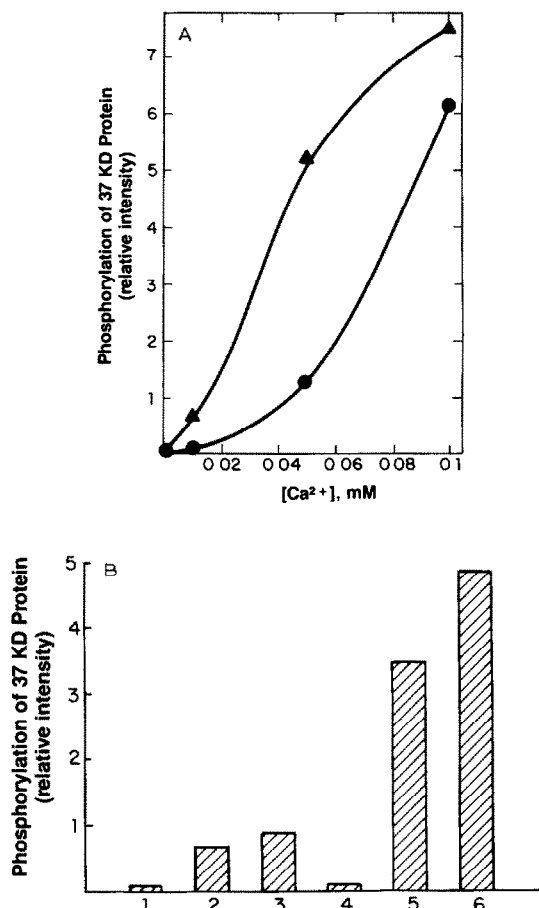 A
7
6
5
4
3
2
1
Phosphorylation of 37 KD Protein
(relative intensity)
0 02 0 04 0 06 0 08 0 1
[Ca²⁺], mM
B
5
4
3
2
1
Phosphorylation of 37 KD Protein
(relative intensity)
1 2 3 4 5 6